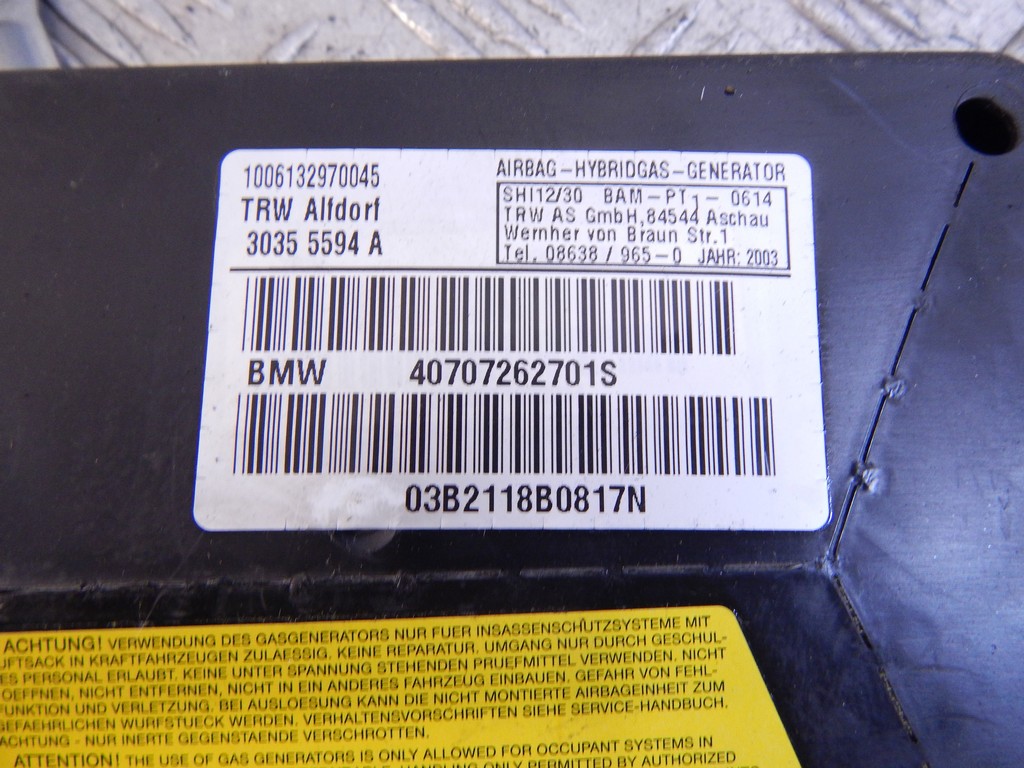 1006132970045
TRW Alfdorf
3035 5594 A
AIRBAG-HYBRIDGAS-GENERATOR
SHI12/30 BAM-PT1- 0614
TRW AS GmbH,84544 Aschau
Wernher von Braun Str.1
Tel. 08638 / 965-0 JAHR: 2003
BMW 40707262701S
03B2118B0817N
ACHTUNG! VERWENDUNG DES GASGENERATORS NUR FUER INSASSENSCHUTZSYSTEME MIT
UFTSACK IN KRAFTFAHRZEUGEN ZULAESSIG. KEINE REPARATUR, UMGANG NUR DURCH GESCHUL-
ES PERSONAL ERLAUBT. KEINE UNTER SPANNUNG STEHENDEN PRUEFMITTEL VERWENDEN. NICHT
OEFFNEN, NICHT ENTFERNEN, NICHT IN EIN ANDERES FAHRZEUG EINBAUEN, GEFAHR VON FEHL-
FUNKTION UND VERLETZUNG. BEI AUSLOESUNG KANN DIE NICHT MONTIERTE AIRBAGEINHEIT ZUM
GEFAEHRLICHEN WURFSTUECK WERDEN. VERHALTENSVORSCHRIFTEN SIEHE SERVICE-HANDBUCH.
ACHTUNG - NUR INERTE GEGENSTAENDE VERSCHROTTEN.
ATTENTION! THE USE OF GAS GENERATORS IS ONLY ALLOWED FOR OCCUPANT SYSTEMS IN
HANDLING ONLY PERMITTED BY AUTHORIZED